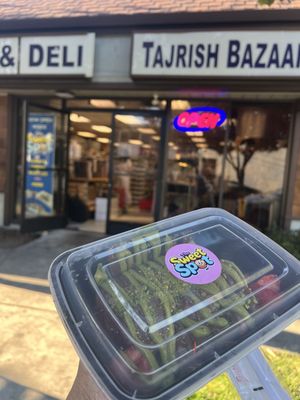 & DELI
TAJRISH BAZAA
OPEN
Sweet
Spot